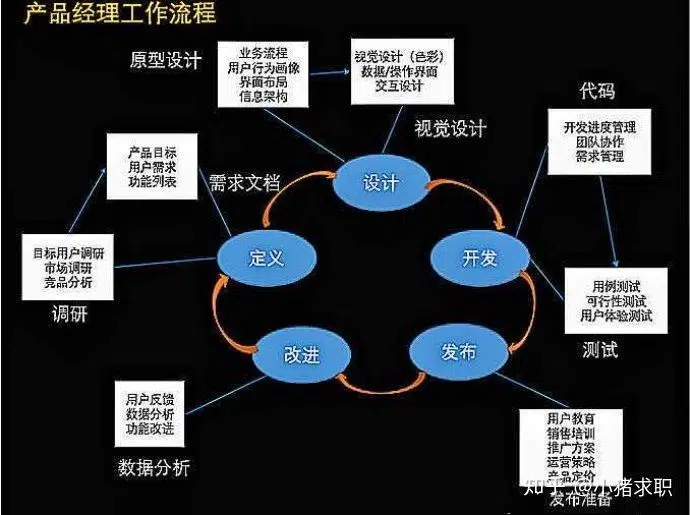 产品经理工作流程
原型设计
业务流程
用户行为画像
界面布局
信息架构
视觉设计（色彩）
数据/操作界面
交互设计
视觉设计
代码
开发进度管理
团队协作
需求管理
产品目标
用户需求
功能列表
需求文档
设计
目标用户调研
市场调研
竞品分析
调研
定义
开发
用例测试
可行性测试
用户体验测试
测试
改进
发布
用户反馈
数据分析
功能改进
数据分析
用户教育
销售培训
推广方案
运营策略
产品定价
发布准备
知乎 @小猪求职